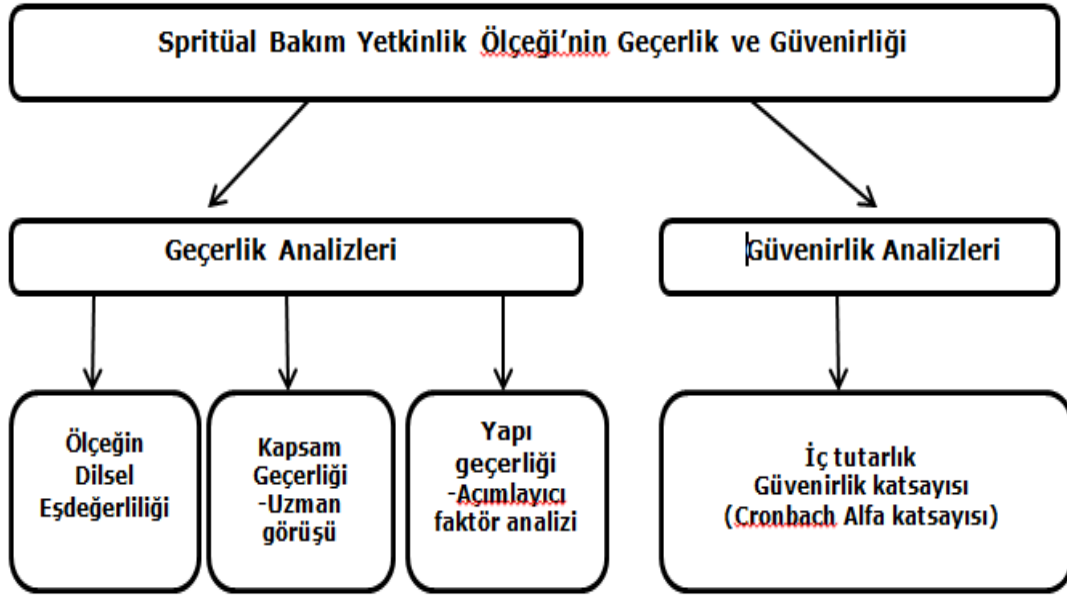 Spritüal Bakım Yetkinlik Ölçeği’nin Geçerlik ve Güvenirliği
Geçerlik Analizleri
Güvenirlik Analizleri
Ölçeğin
Dilsel
Eşdeğerliliği
Kapsam
Geçerliği
-Uzman
görüşü
Yapı
geçerliği
-Açımlayıcı
faktör analizi
İç tutarlık
Güvenirlik katsayısı
(Cronbach Alfa katsayısı)